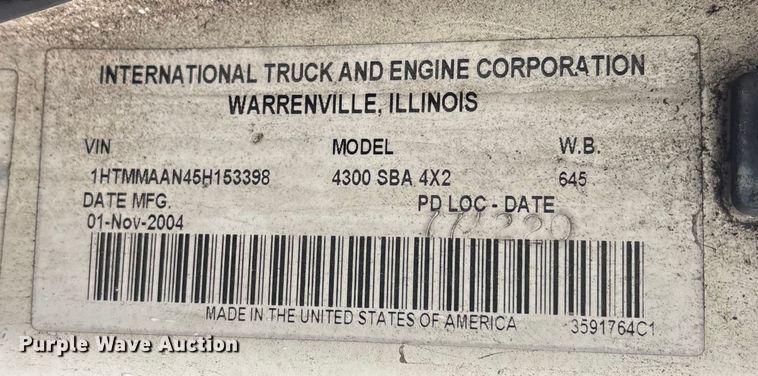 INTERNATIONAL TRUCK AND ENGINE CORPORATION
WARRENVILLE, ILLINOIS
VIN MODEL W.B.
1HTMMAAN45H153398 4300 SBA 4X2 645
DATE MFG. PD LOC - DATE
01-Nov-2004
MADE IN THE UNITED STATES OF AMERICA 3591764C1
Purple Wave Auction